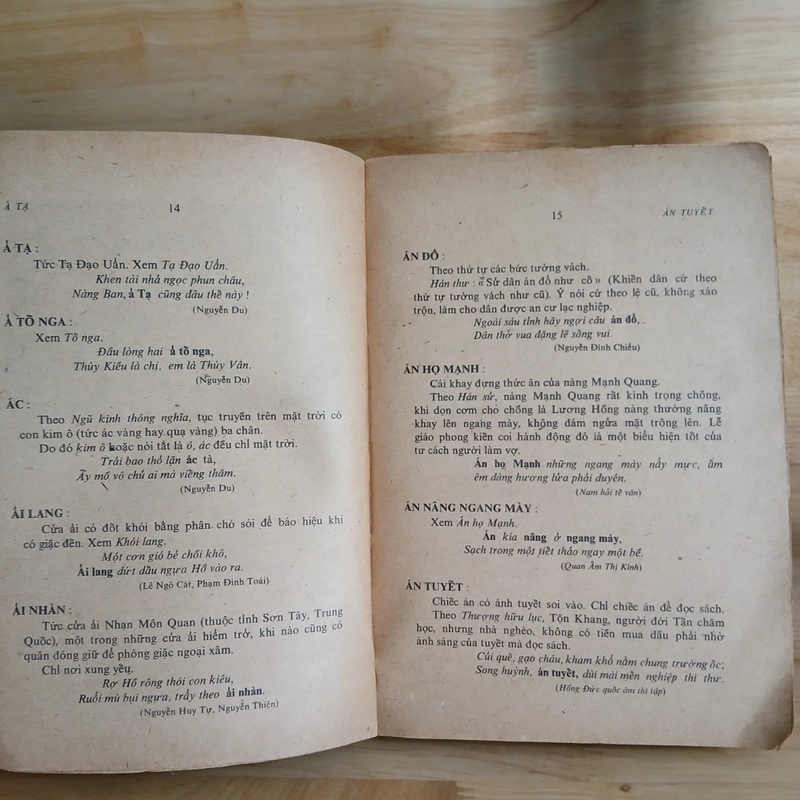 Ả TẠ
14
Ả TẠ :
Tức Tạ Đạo Uẩn. Xem Tạ Đạo Uẩn.
Khen tài nhả ngọc phun châu,
Nàng Ban, ả Tạ cũng đâu thế này !
(Nguyễn Du)
Ả TỐ NGA :
Xem Tố nga.
Đầu lòng hai ả tố nga,
Thúy Kiều là chị, em là Thúy Vân.
(Nguyễn Du)
ÁC :
Theo Ngũ kinh thông nghĩa, tục truyền trên mặt trời có
con kim ô (tức ác vàng hay quạ vàng) ba chân.
Do đó kim ô hoặc nói tắt là ô, ác đều chỉ mặt trời.
Trải bao thỏ lặn ác tà,
Ấy mồ vô chủ ai mà viếng thăm.
(Nguyễn Du)
ẢI LANG :
Cửa ải có đốt khói bằng phân chó sói để báo hiệu khi
có giặc đến. Xem Khói lang.
Một cơn gió bẻ chồi khô,
Ải lang dứt dấu ngựa Hồ vào ra.
(Lê Ngô Cát, Phạm Đình Toái)
ẢI NHẠN :
Tức cửa ải Nhạn Môn Quan (thuộc tỉnh Sơn Tây, Trung
Quốc), một trong những cửa ải hiểm trở, khi nào cũng có
quân đóng giữ để phòng giặc ngoại xâm.
Chỉ nơi xung yếu.
Rợ Hồ rông thói con kiêu,
Ruổi mù bụi ngựa, trẩy theo ải nhàn.
(Nguyễn Huy Tự, Nguyễn Thiện)
15
ÁN TUYẾT
ÁN ĐỒ :
Theo thứ tự các bức tường vách.
Hán thư : « Sử dân án đồ như cố » (Khiến dân cứ theo
thứ tự tường vách như cũ). Ý nói cứ theo lệ cũ, không xáo
trộn, làm cho dân được an cư lạc nghiệp.
Ngoài sáu tỉnh hãy ngợi câu án đồ,
Dân thờ vua đặng lẽ sống vui.
(Nguyễn Đình Chiểu)
ÁN HỌ MẠNH :
Cái khay đựng thức ăn của nàng Mạnh Quang.
Theo Hán sử, nàng Mạnh Quang rất kính trọng chồng,
khi dọn cơm cho chồng là Lương Hồng nàng thường nâng
khay lên ngang mày, không dám ngửa mặt trông lên. Lễ
giáo phong kiến coi hành động đó là một biểu hiện tốt của
tư cách người làm vợ.
Án họ Mạnh những ngang mày nẩy mực, ấm
êm dàng hương lửa phải duyên.
(Nam hải tế văn)
ÁN NÂNG NGANG MÀY :
Xem Án họ Mạnh.
Án kia nâng ở ngang mày,
Sạch trong một tiết thảo ngay một bề.
(Quan Âm Thị Kính)
ÁN TUYẾT :
Chiếc án có ánh tuyết soi vào. Chỉ chiếc án để đọc sách.
Theo Thượng hữu lục, Tôn Khang, người đời Tấn chăm
học, nhưng nhà nghèo, không có tiền mua dầu phải nhờ
ánh sáng của tuyết mà đọc sách.
Củi quế, gạo châu, kham khổ nằm chung trường ốc;
Song huỳnh, án tuyết, dùi mài mến nghiệp thi thư.
(Hồng Đức quốc âm thi tập)